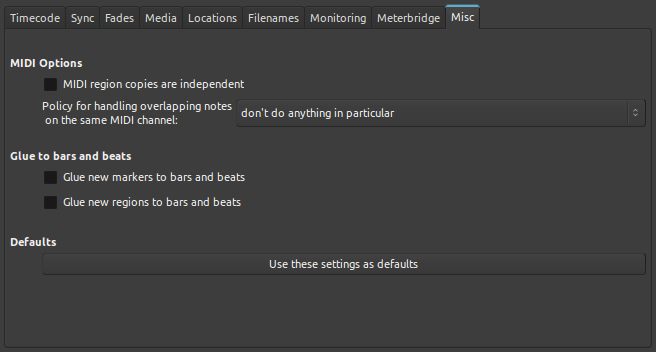 Timecode Sync Fades Media Locations Filenames Monitoring Meterbridge Misc
MIDI Options
MIDI region copies are independent
Policy for handling overlapping notes
on the same MIDI channel:
don't do anything in particular
Glue to bars and beats
Glue new markers to bars and beats
Glue new regions to bars and beats
Defaults
Use these settings as defaults